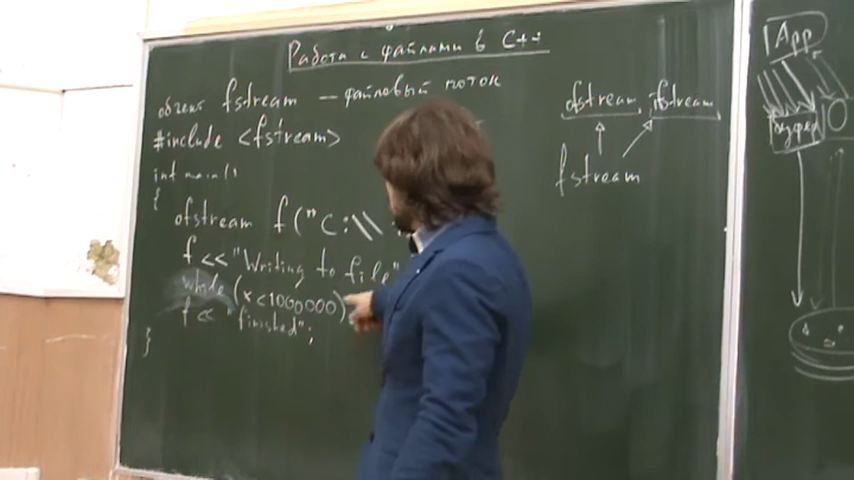 Работа с файлами в C++
объект fstream — файловый поток
#include <fstream>
int main()
{
ofstream f("C:\\
f << "Writing to file"
while (x<1000000)
f << "finished";
}
ofstream ifstream
fstream
App
буфер